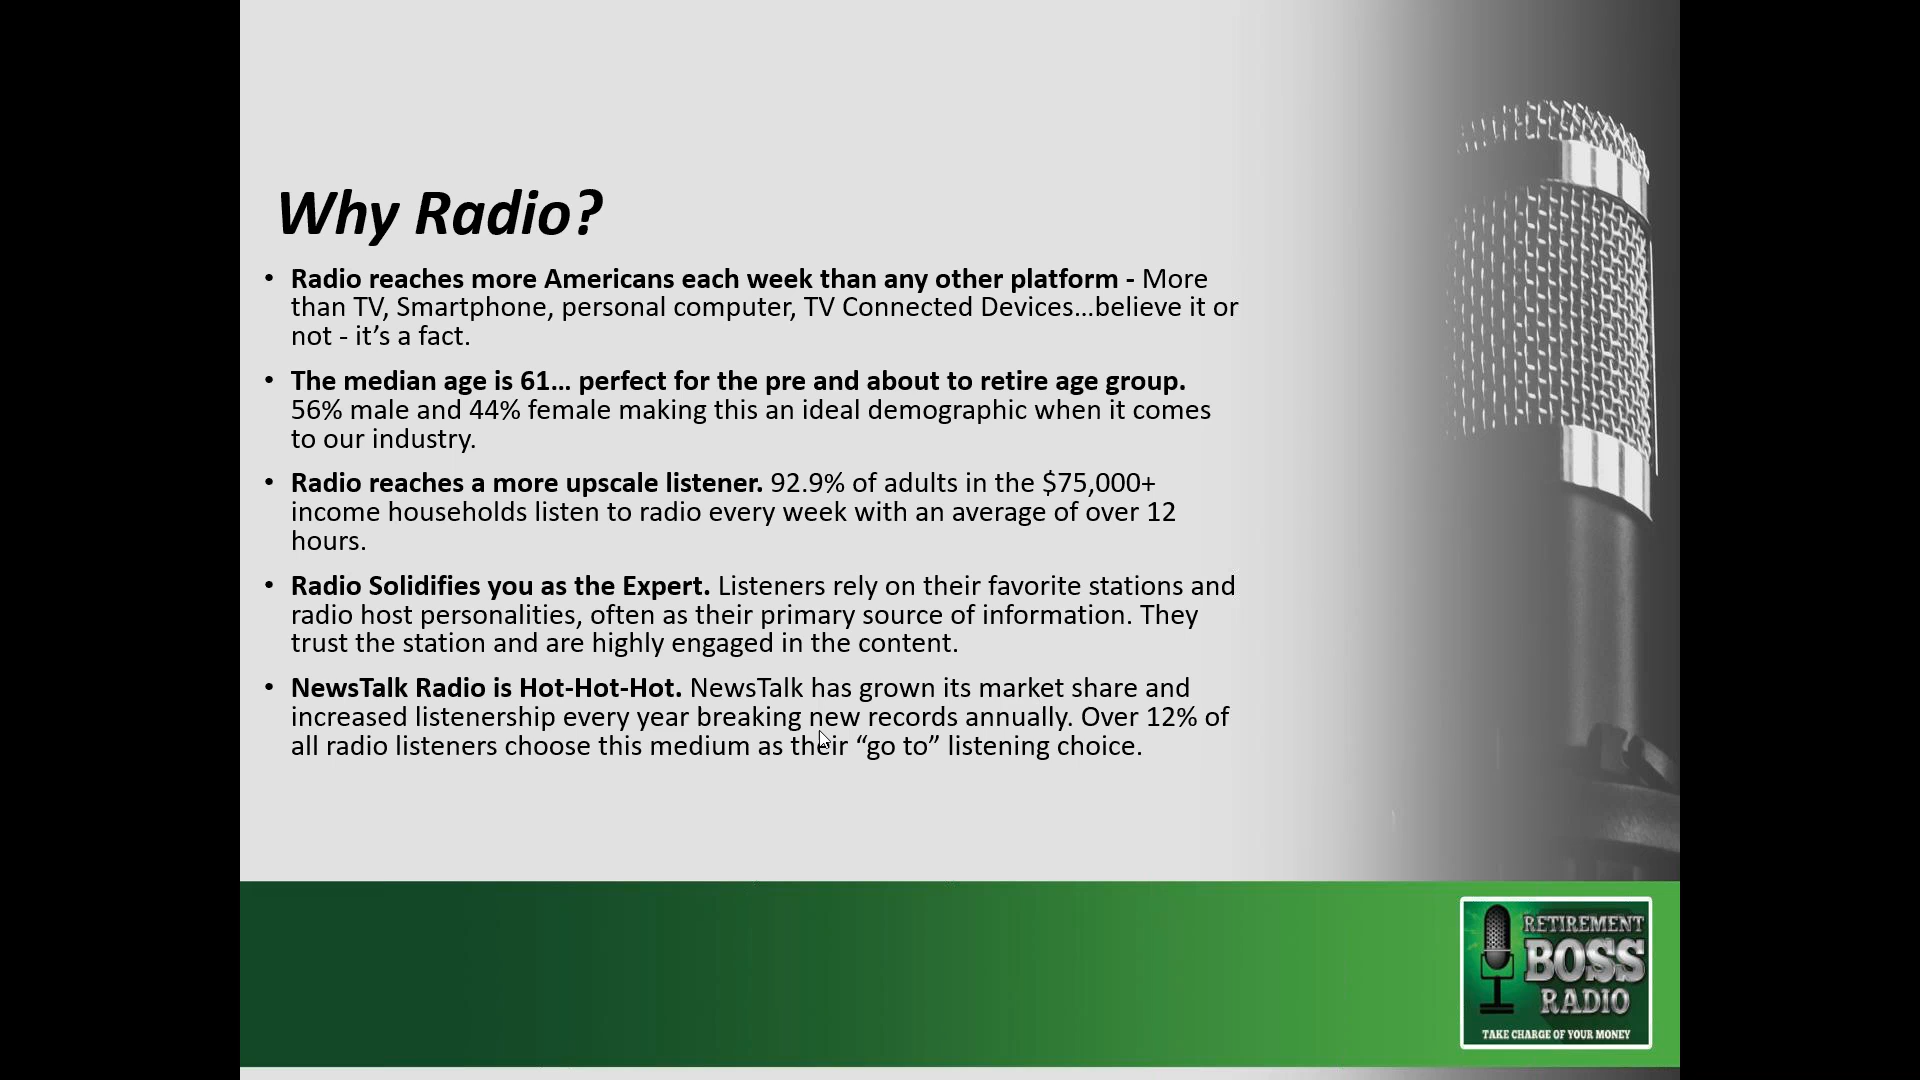 Why Radio?
• Radio reaches more Americans each week than any other platform - More
than TV, Smartphone, personal computer, TV Connected Devices…believe it or
not - it’s a fact.
• The median age is 61… perfect for the pre and about to retire age group.
56% male and 44% female making this an ideal demographic when it comes
to our industry.
• Radio reaches a more upscale listener. 92.9% of adults in the $75,000+
income households listen to radio every week with an average of over 12
hours.
• Radio Solidifies you as the Expert. Listeners rely on their favorite stations and
radio host personalities, often as their primary source of information. They
trust the station and are highly engaged in the content.
• NewsTalk Radio is Hot-Hot-Hot. NewsTalk has grown its market share and
increased listenership every year breaking new records annually. Over 12% of
all radio listeners choose this medium as their “go to” listening choice.
RETIREMENT
BOSS
RADIO
TAKE CHARGE OF YOUR MONEY